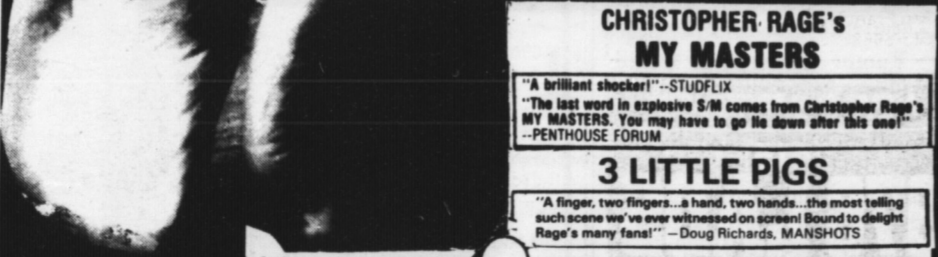 CHRISTOPHER RAGE's
MY MASTERS
"A brilliant shocker!"--STUDFLIX
"The last word in explosive S/M comes from Christopher Rage's
MY MASTERS. You may have to go lie down after this one!"
--PENTHOUSE FORUM
3 LITTLE PIGS
"A finger, two fingers...a hand, two hands...the most telling
such scene we've ever witnessed on screen! Bound to delight
Rage's many fans!" —Doug Richards, MANSHOTS